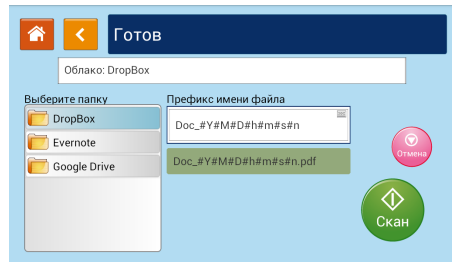 Готов
Облако: DropBox
Выберите папку
Префикс имени файла
DropBox
Evernote
Google Drive
Doc_#Y#M#D#h#m#s#n
Doc_#Y#M#D#h#m#s#n.pdf
Отмена
Скан